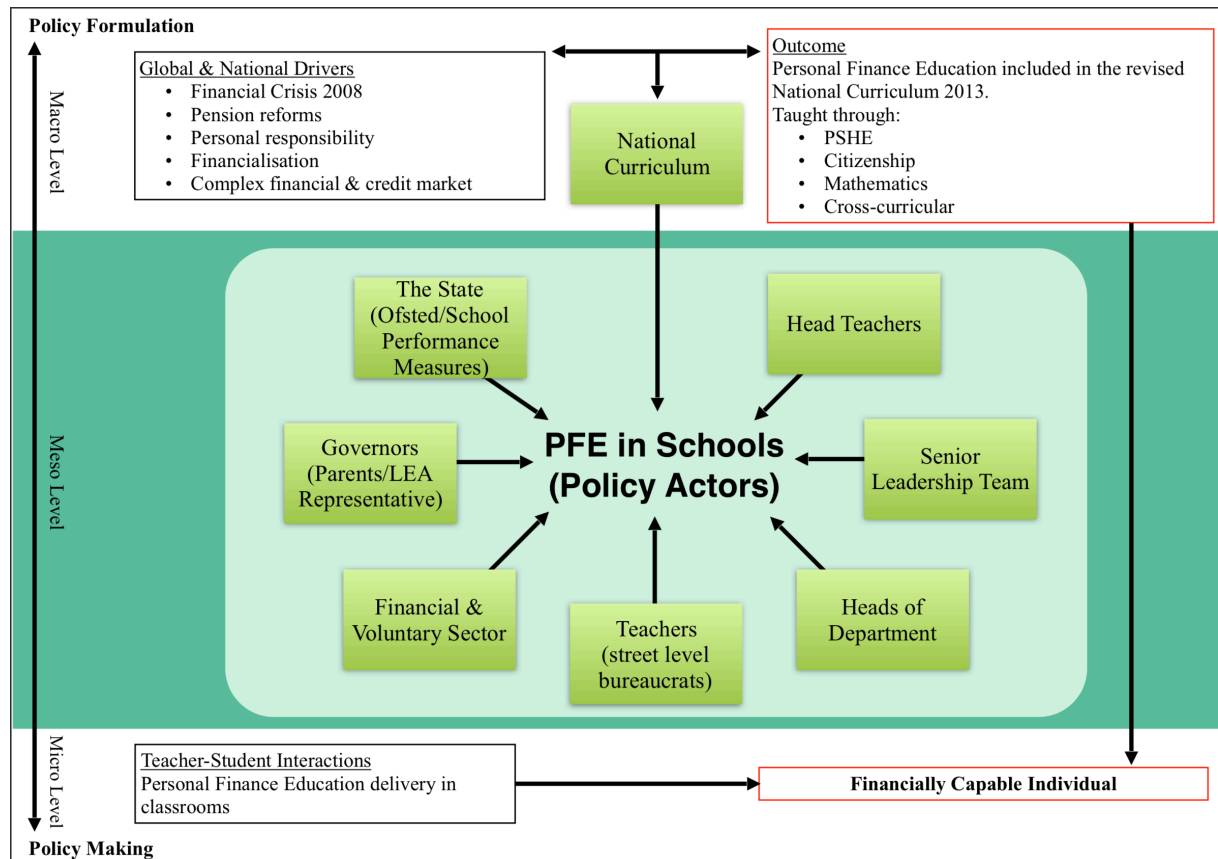 Policy Formulation
Macro Level
Global & National Drivers
• Financial Crisis 2008
• Pension reforms
• Personal responsibility
• Financialisation
• Complex financial & credit market
National
Curriculum
Outcome
Personal Finance Education included in the revised
National Curriculum 2013.
Taught through:
• PSHE
• Citizenship
• Mathematics
• Cross-curricular
Meso Level
The State
(Ofsted/School
Performance
Measures)
Head Teachers
Governors
(Parents/LEA
Representative)
PFE in Schools
(Policy Actors)
Senior
Leadership Team
Financial &
Voluntary Sector
Teachers
(street level
bureaucrats)
Heads of
Department
Micro Level
Teacher-Student Interactions
Personal Finance Education delivery in
classrooms
Financially Capable Individual
Policy Making